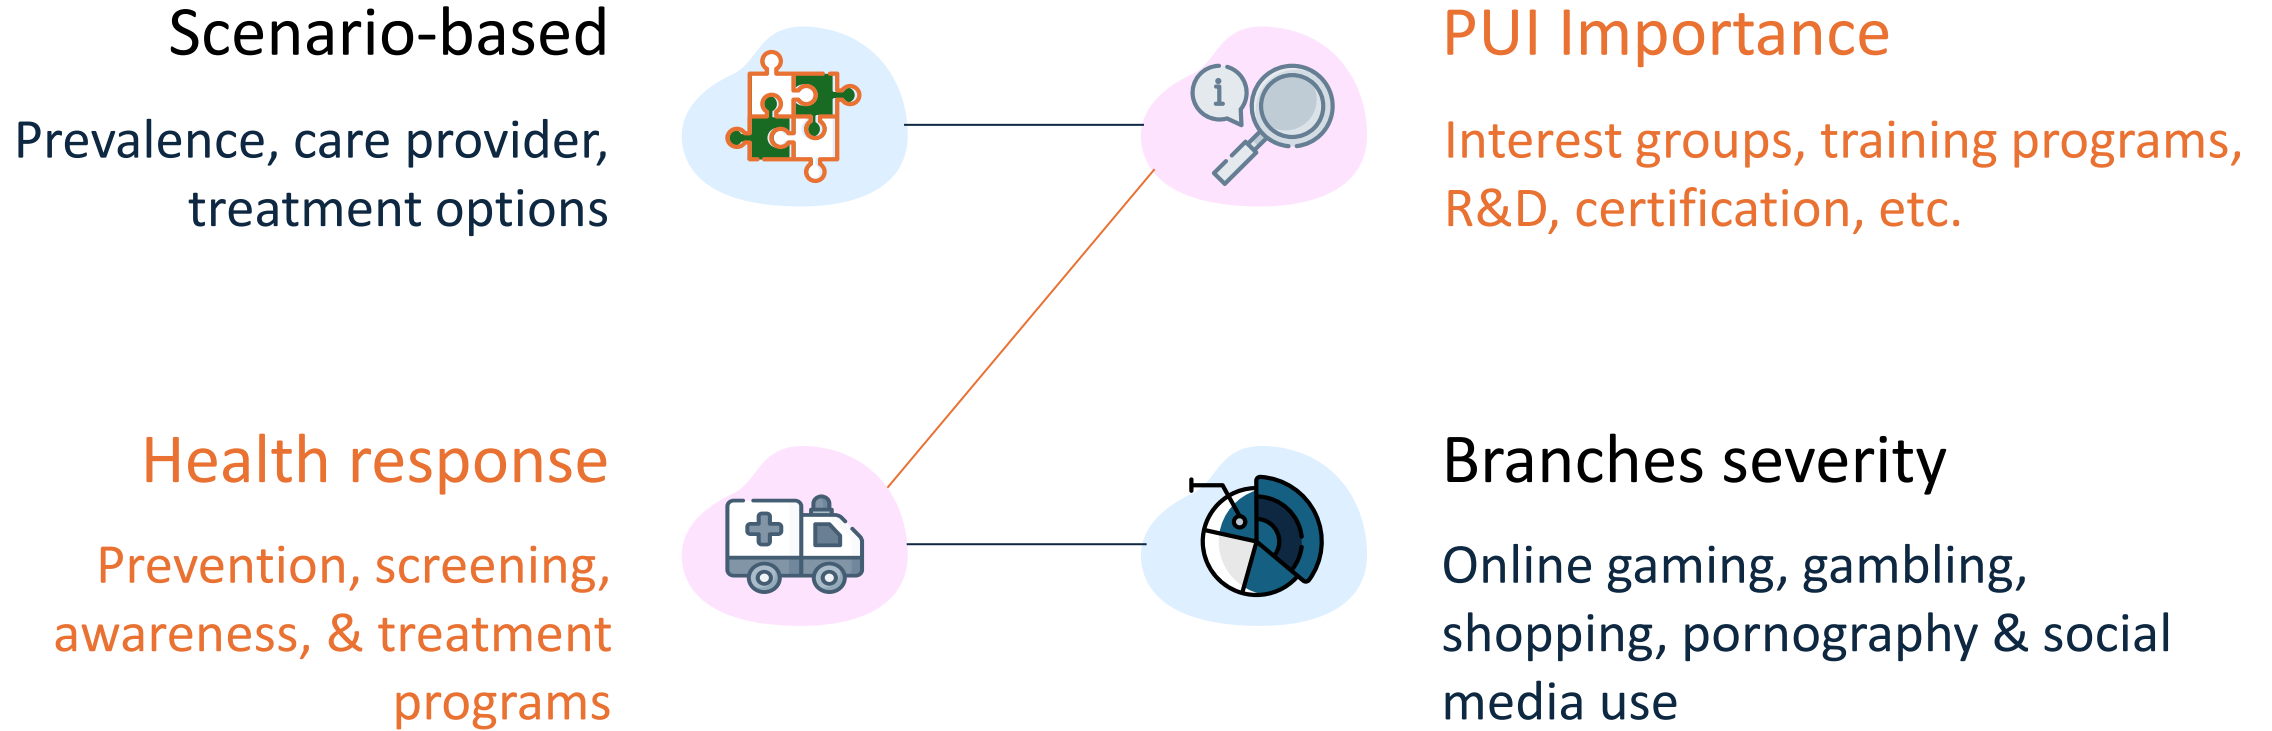 Scenario-based
Prevalence, care provider,
treatment options
i
PUI Importance
Interest groups, training programs,
R&D, certification, etc.
Health response
Prevention, screening,
awareness, & treatment
programs
Branches severity
Online gaming, gambling,
shopping, pornography & social
media use